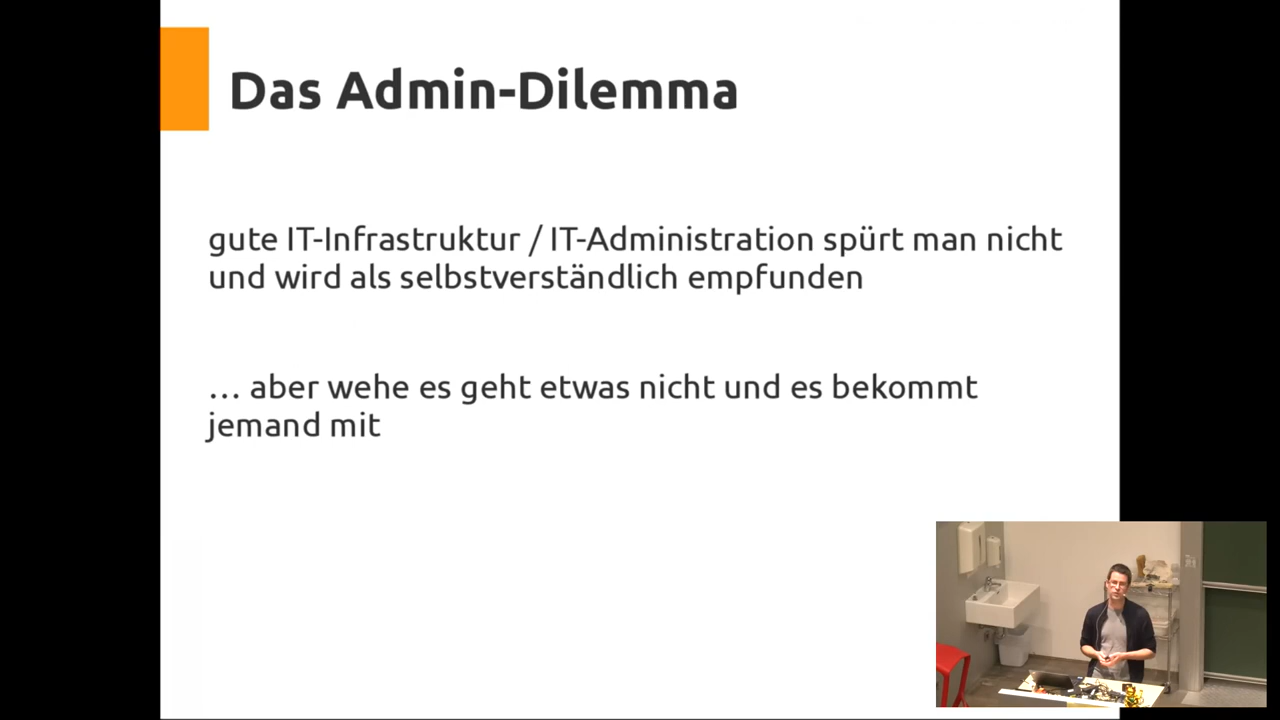 Das Admin-Dilemma
gute IT-Infrastruktur / IT-Administration spürt man nicht
und wird als selbstverständlich empfunden
… aber wehe es geht etwas nicht und es bekommt
jemand mit